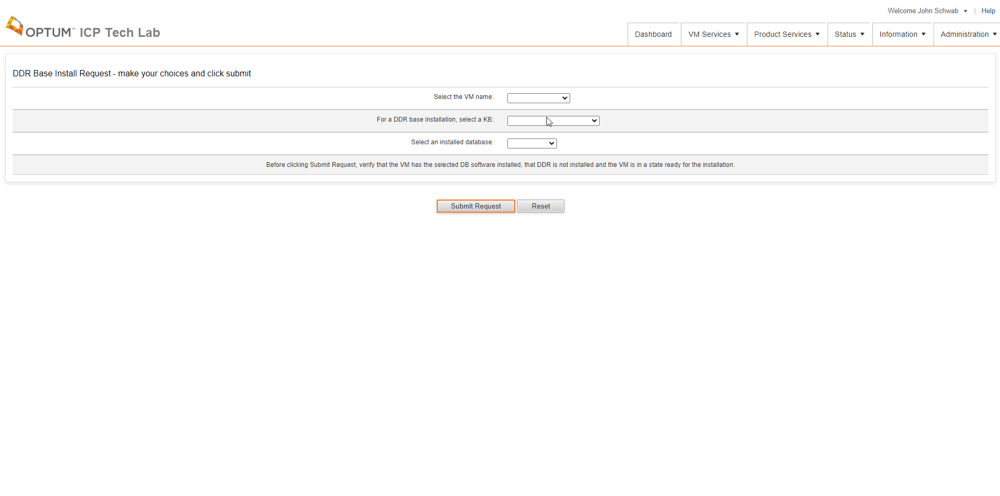 Welcome John Schwab ▼ | Help
OPTUM™ ICP Tech Lab
Dashboard VM Services ▼ Product Services ▼ Status ▼ Information ▼ Administration ▼
DDR Base Install Request - make your choices and click submit
Select the VM name:
For a DDR base installation, select a KB:
Select an installed database:
Before clicking Submit Request, verify that the VM has the selected DB software installed, that DDR is not installed and the VM is in a state ready for the installation.
Submit Request Reset